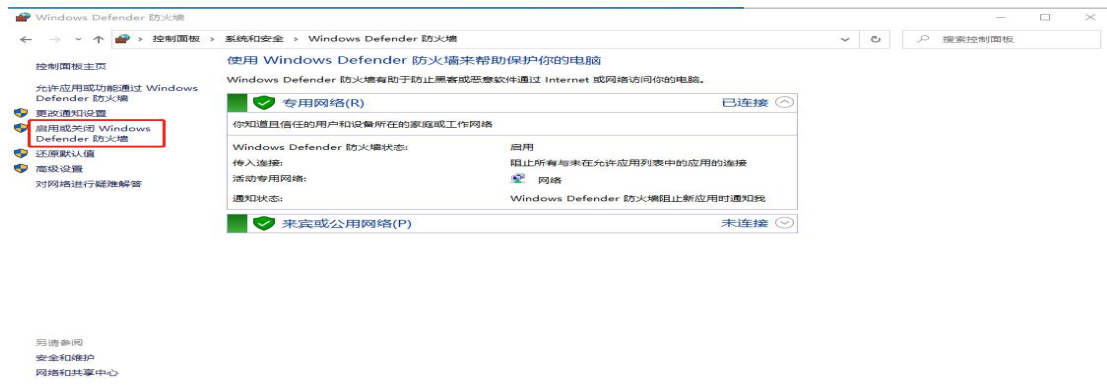 Windows Defender 防火墙
控制面板 > 系统和安全 > Windows Defender 防火墙
搜索控制面板
控制面板主页
允许应用或功能通过 Windows
Defender 防火墙
更改通知设置
启用或关闭 Windows
Defender 防火墙
还原默认值
高级设置
对网络进行疑难解答
使用 Windows Defender 防火墙来帮助保护你的电脑
Windows Defender 防火墙有助于防止黑客或恶意软件通过 Internet 或网络访问你的电脑。
专用网络(R) 已连接
你知道且信任的用户和设备所在的家庭或工作网络
Windows Defender 防火墙状态: 启用
传入连接: 阻止所有与未在允许应用列表中的应用的连接
活动专用网络: 网络
通知状态: Windows Defender 防火墙阻止新应用时通知我
来宾或公用网络(P) 未连接
另请参阅
安全和维护
网络和共享中心